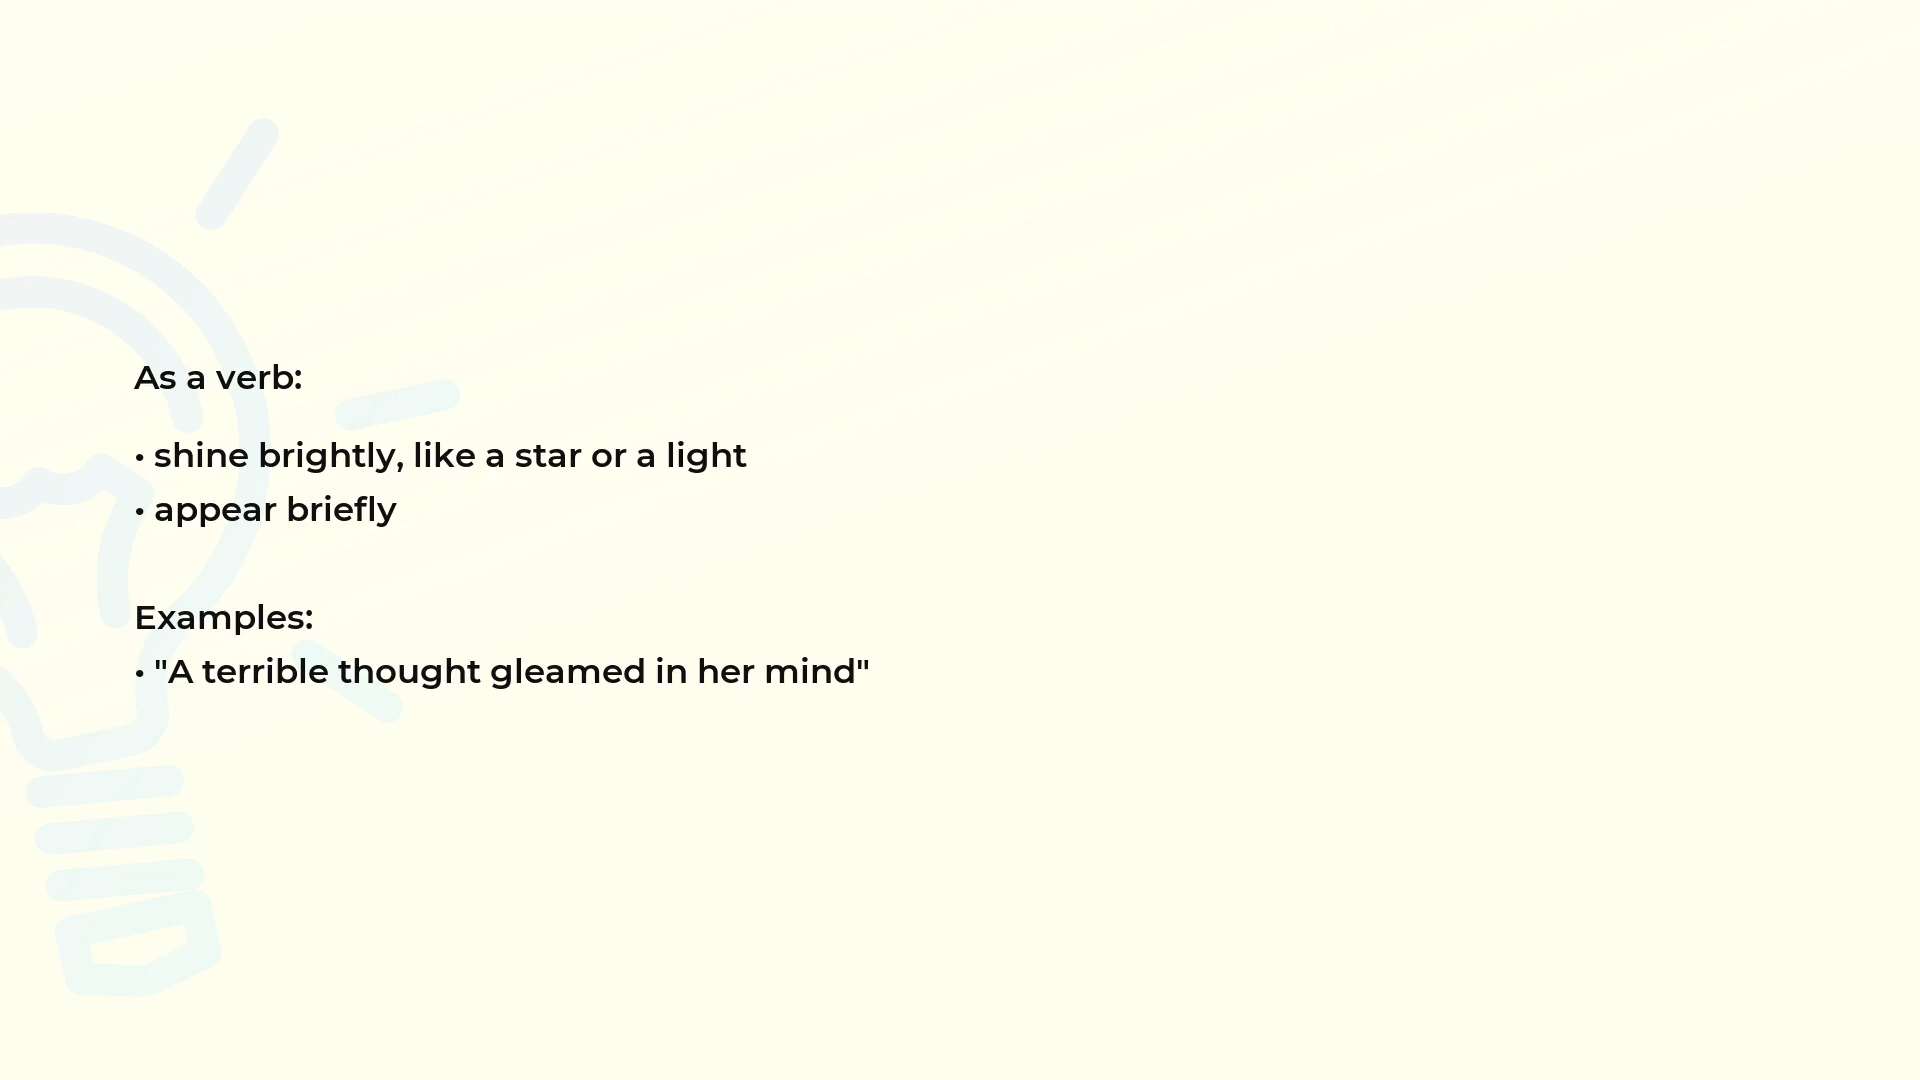 As a verb:
• shine brightly, like a star or a light
• appear briefly
Examples:
• "A terrible thought gleamed in her mind"